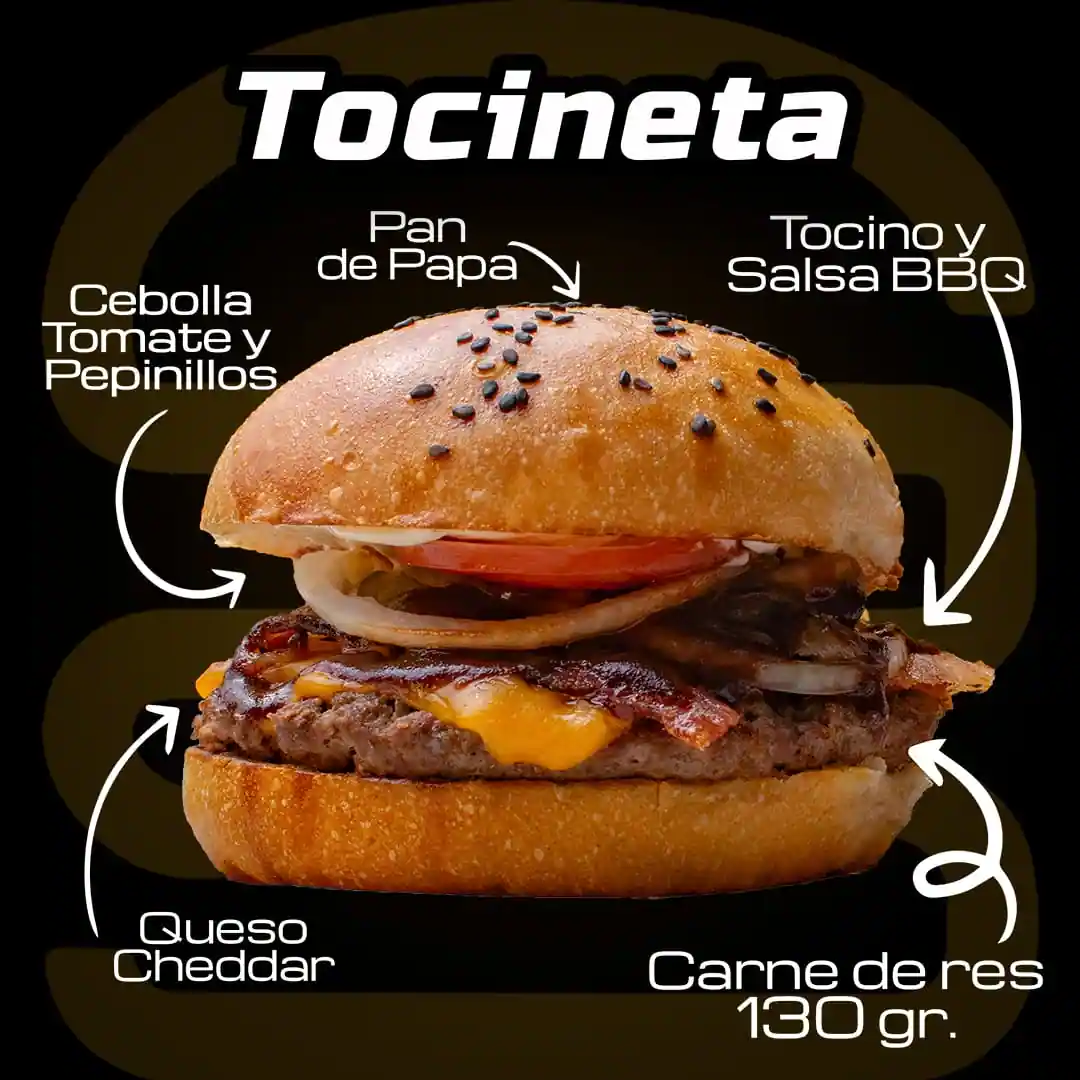 Tocineta
Pan
de Papa
Tocino y
Salsa BBQ
Cebolla
Tomate y
Pepinillos
Queso
Cheddar
Carne de res
130 gr.